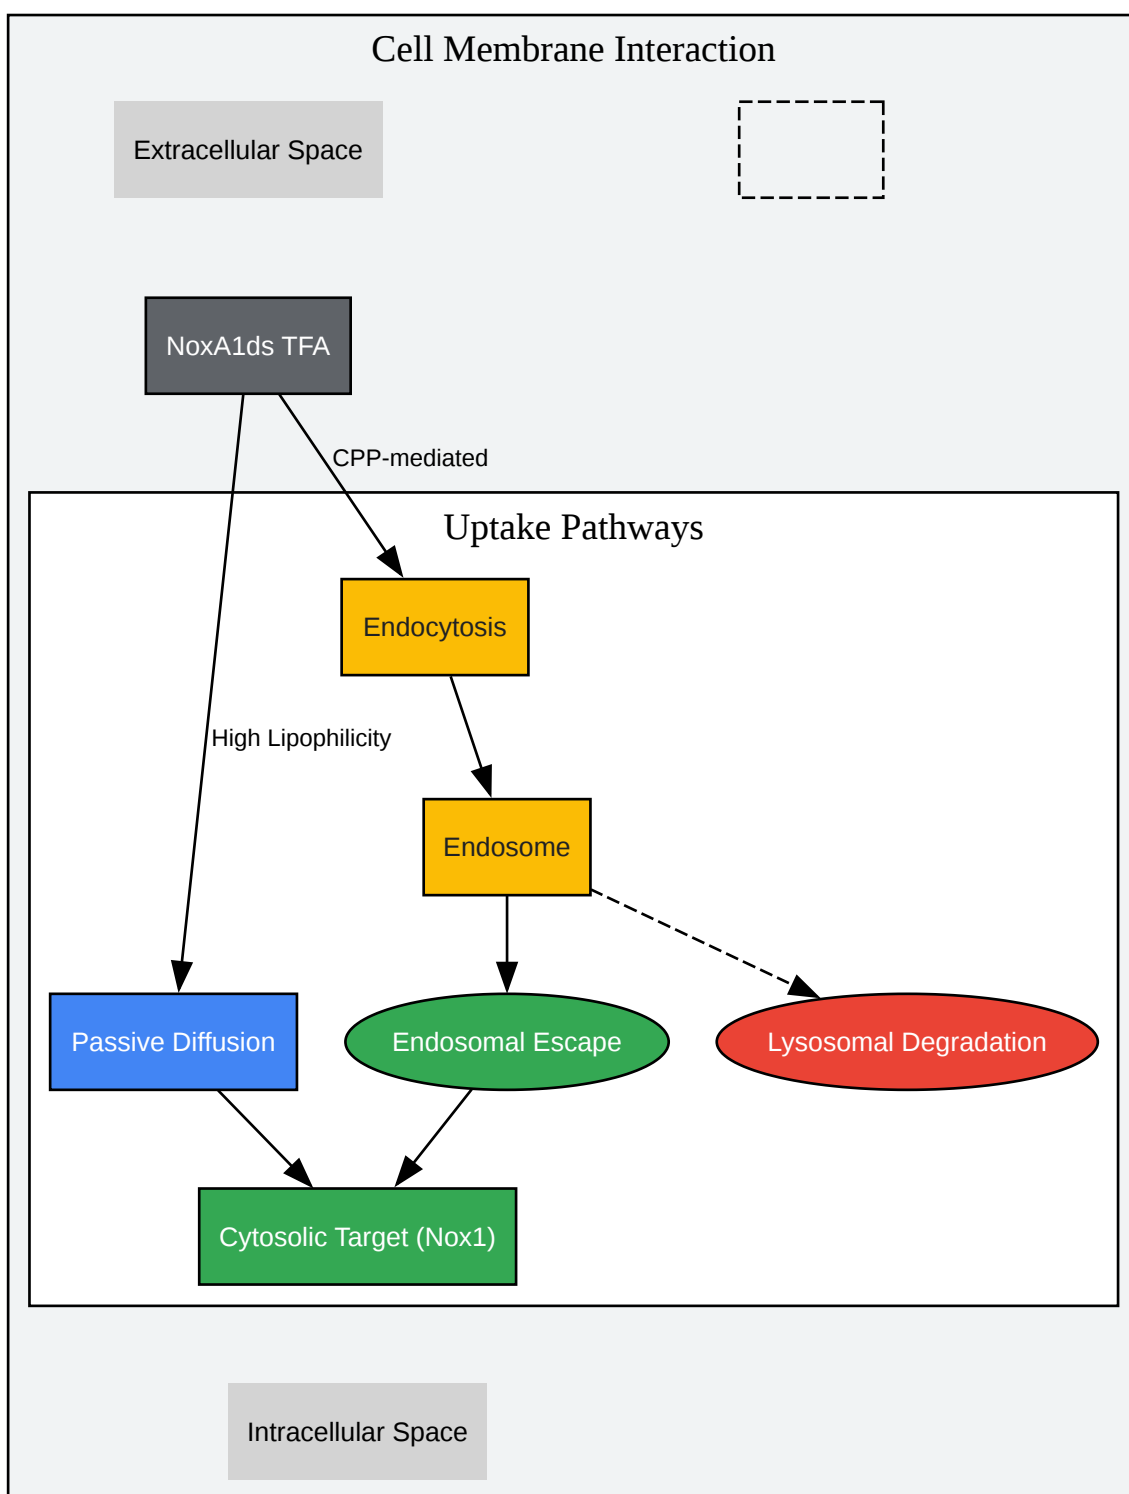 Cell Membrane Interaction
Extracellular Space
NoxA1ds TFA
CPP-mediated
Uptake Pathways
Endocytosis
High Lipophilicity
Endosome
Passive Diffusion
Endosomal Escape
Lysosomal Degradation
Cytosolic Target (Nox1)
Intracellular Space